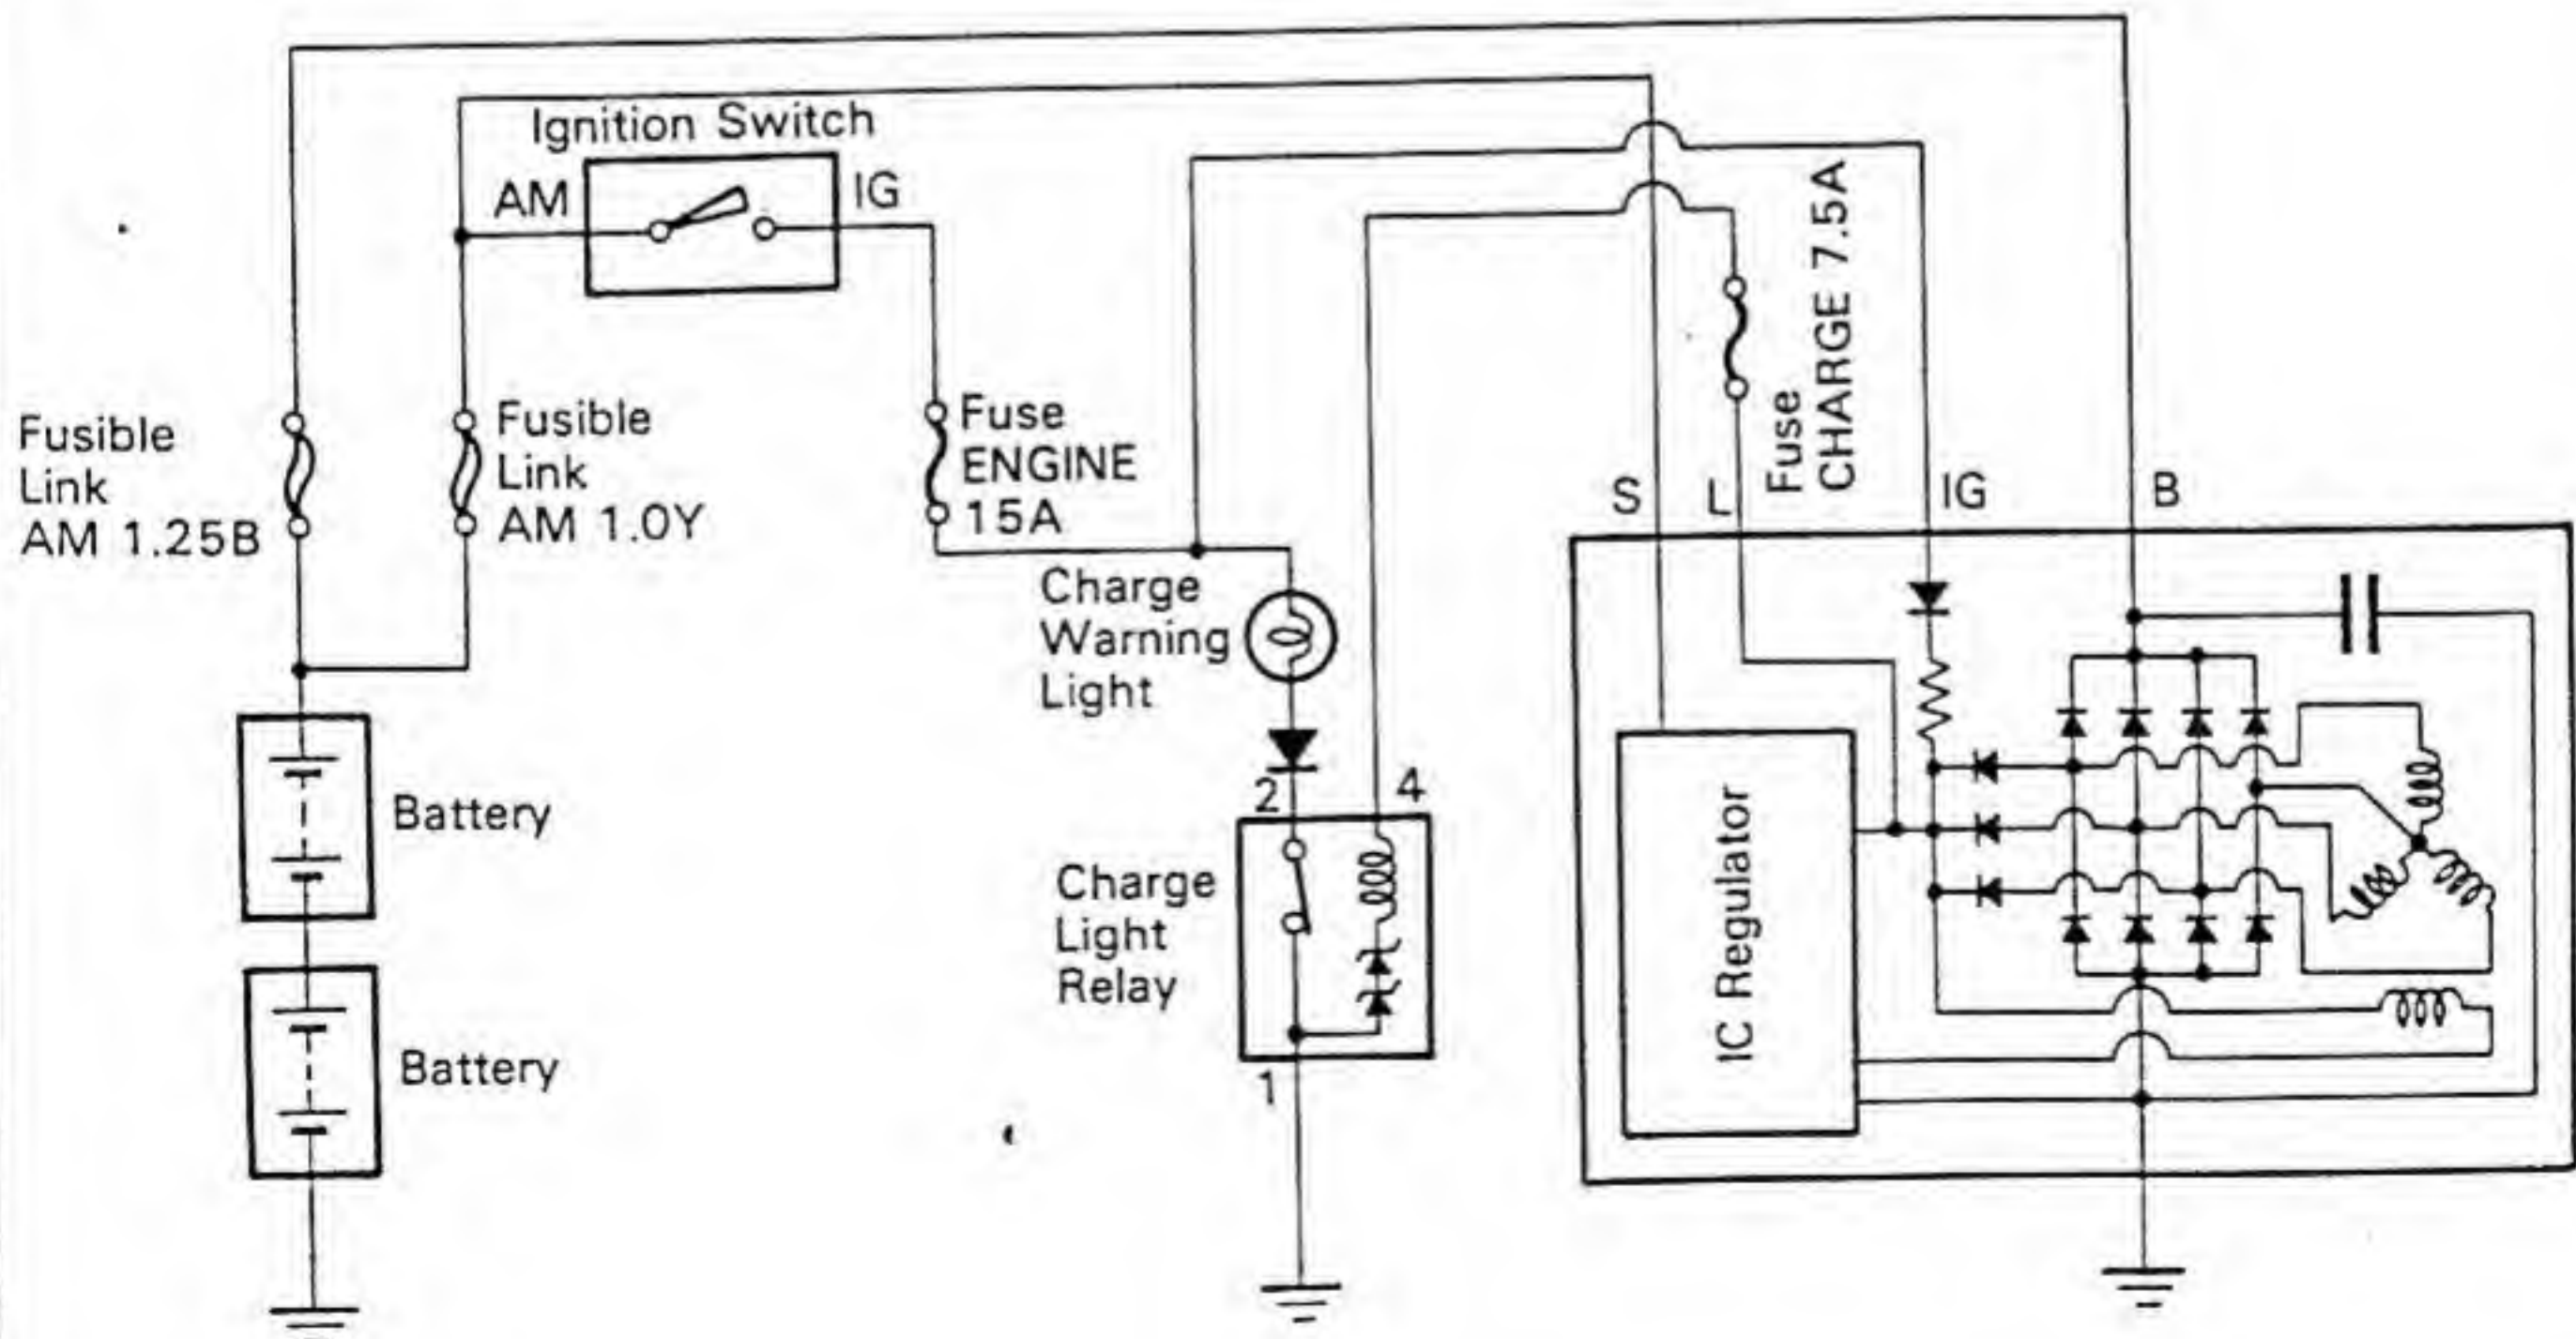 Ignition Switch
AM
IG
Fusible
Link
AM 1.25B
Fusible
Link
AM 1.0Y
Fuse
ENGINE
15A
Fuse
CHARGE 7.5A
S
L
IG
B
Charge
Warning
Light
2
4
Charge
Light
Relay
1
Battery
Battery
IC Regulator